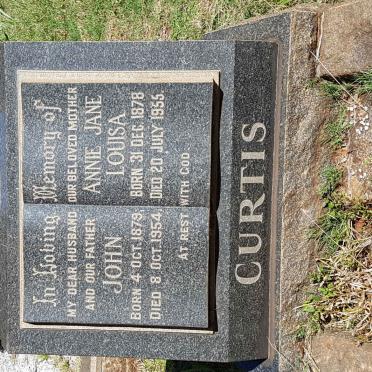 In Loving Memory of
MY DEAR HUSBAND
AND OUR FATHER
JOHN
BORN 4 OCT. 1879.
DIED 8 OCT. 1954.
OUR BELOVED MOTHER
ANNIE JANE
LOUISA
BORN 31 DEC. 1878
DIED 20 JULY 1955.
AT REST WITH GOD.
CURTIS